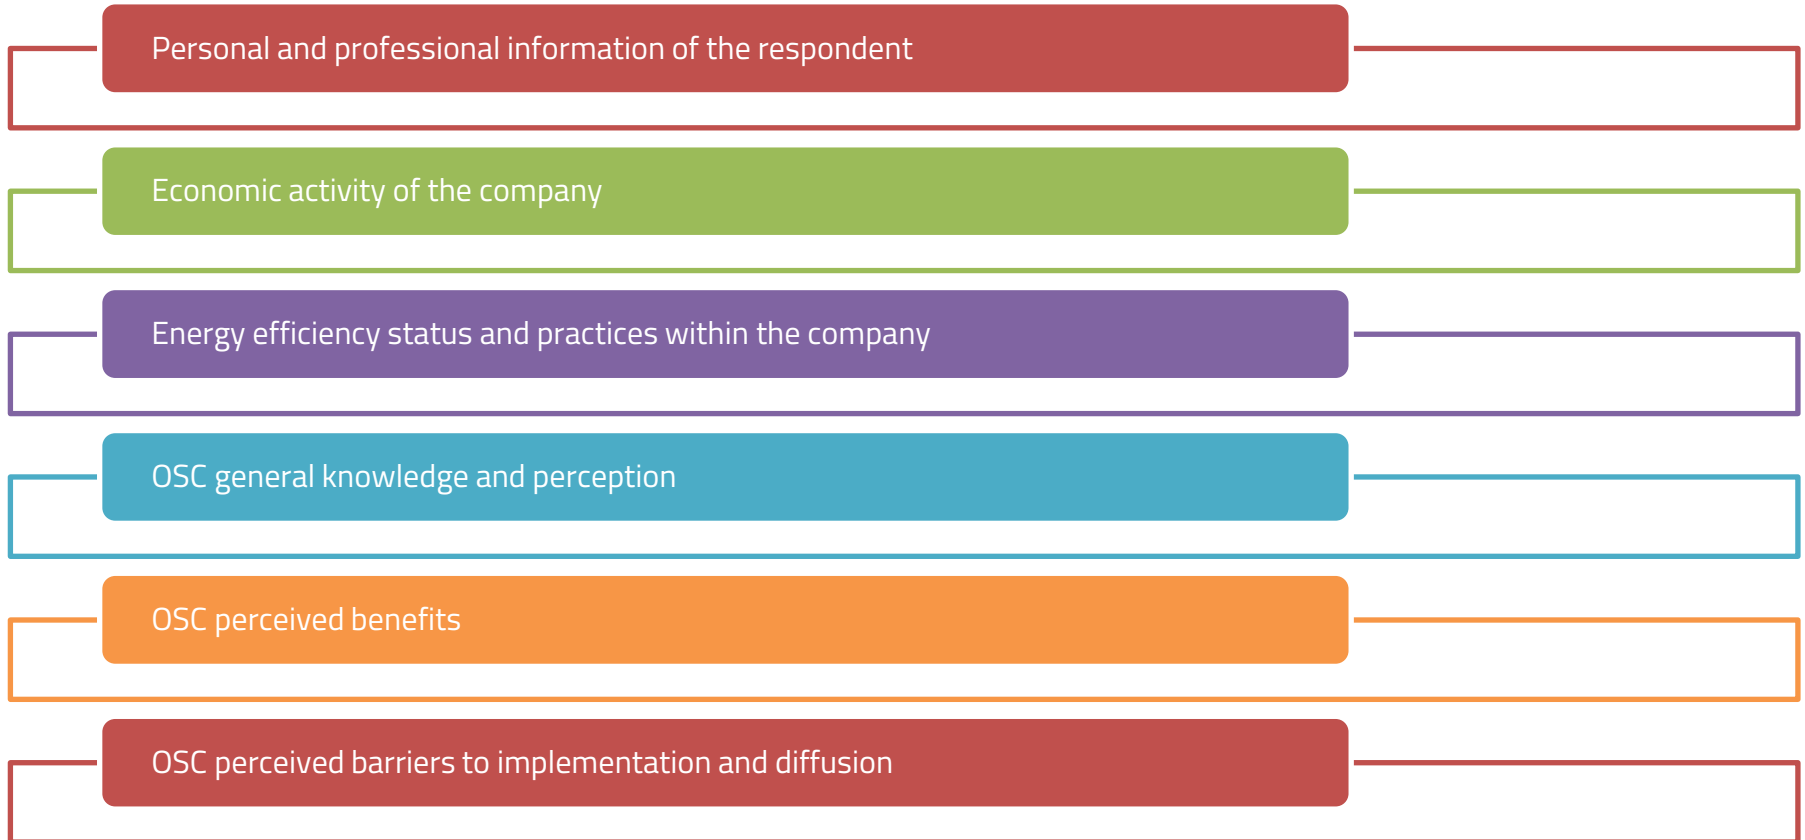 Personal and professional information of the respondent
Economic activity of the company
Energy efficiency status and practices within the company
OSC general knowledge and perception
OSC perceived benefits
OSC perceived barriers to implementation and diffusion